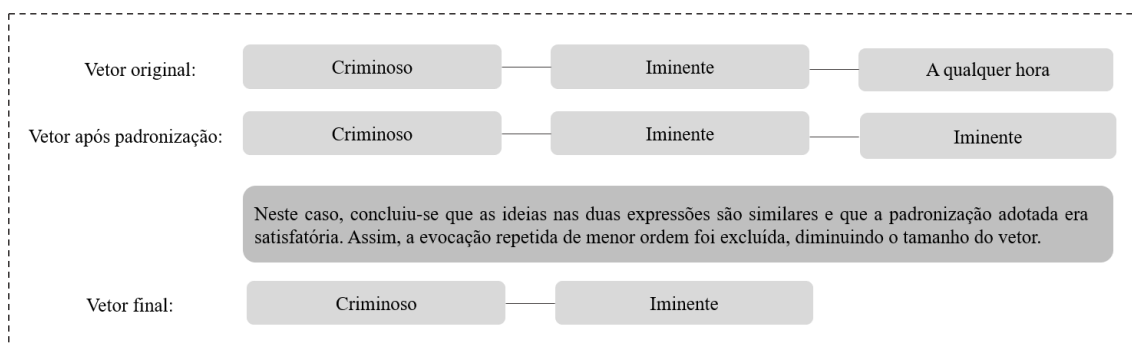 Vetor original: Criminoso Iminente A qualquer hora
Vetor após padronização: Criminoso Iminente Iminente
Neste caso, concluiu-se que as ideias nas duas expressões são similares e que a padronização adotada era
satisfatória. Assim, a evocação repetida de menor ordem foi excluída, diminuindo o tamanho do vetor.
Vetor final: Criminoso Iminente